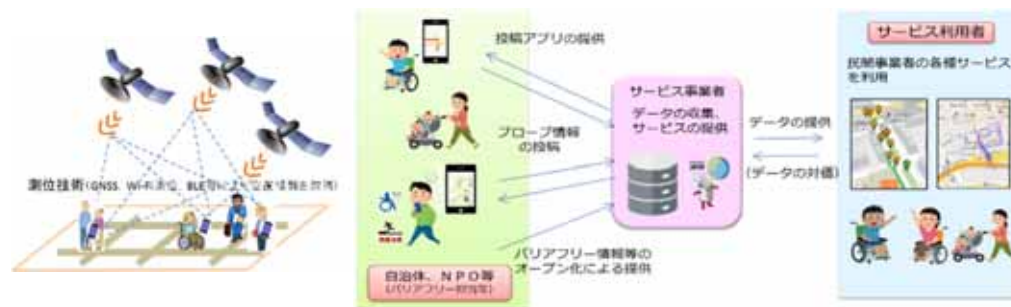 測位技術(GNSS、Wi-Fi測位、BLE等による位置情報を取得)
投稿アプリの提供
プローブ情報
の投稿
バリアフリー情報等の
オープン化による提供
自治体、NPO等
(バリアフリー担当等)
サービス事業者
データの収集、
サービスの提供
データの提供
(データの対価)
サービス利用者
民間事業者の各種サービス
を利用